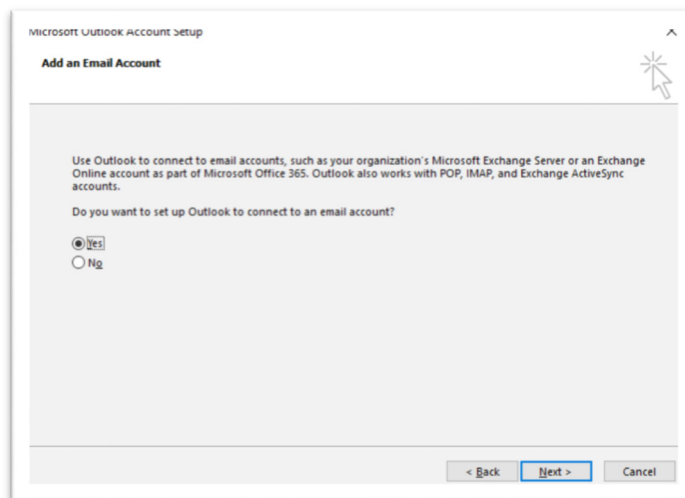 Microsoft Outlook Account Setup
Add an Email Account
Use Outlook to connect to email accounts, such as your organization's Microsoft Exchange Server or an Exchange
Online account as part of Microsoft Office 365. Outlook also works with POP, IMAP, and Exchange ActiveSync
accounts.
Do you want to set up Outlook to connect to an email account?
Yes
No
< Back
Next >
Cancel